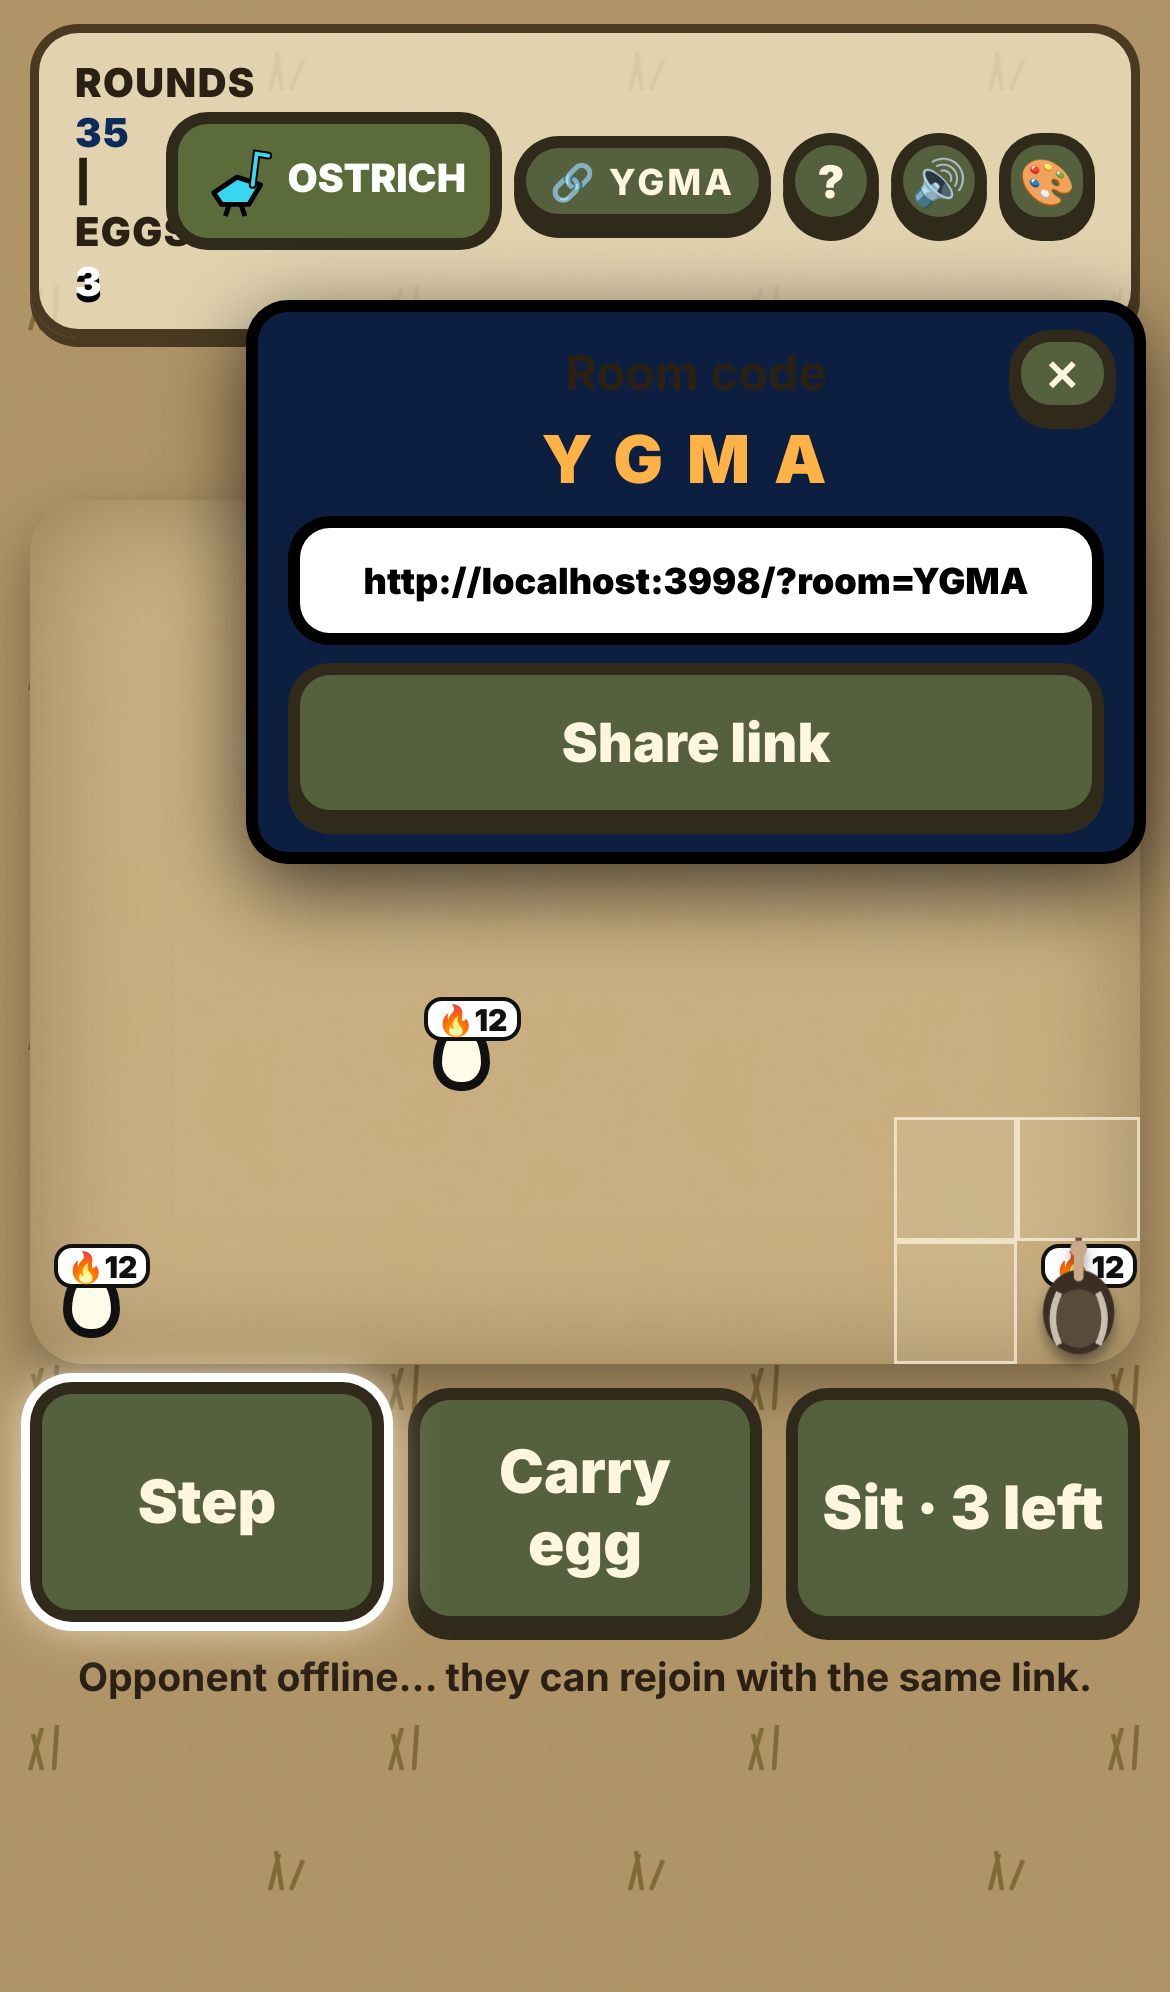 ROUNDS
35
|
EGGS
3
OSTRICH
🔗 YGMA
?
Room code
✕
YGMA
http://localhost:3998/?room=YGMA
Share link
🔥12
🔥12
🔥12
Step
Carry
egg
Sit · 3 left
Opponent offline... they can rejoin with the same link.